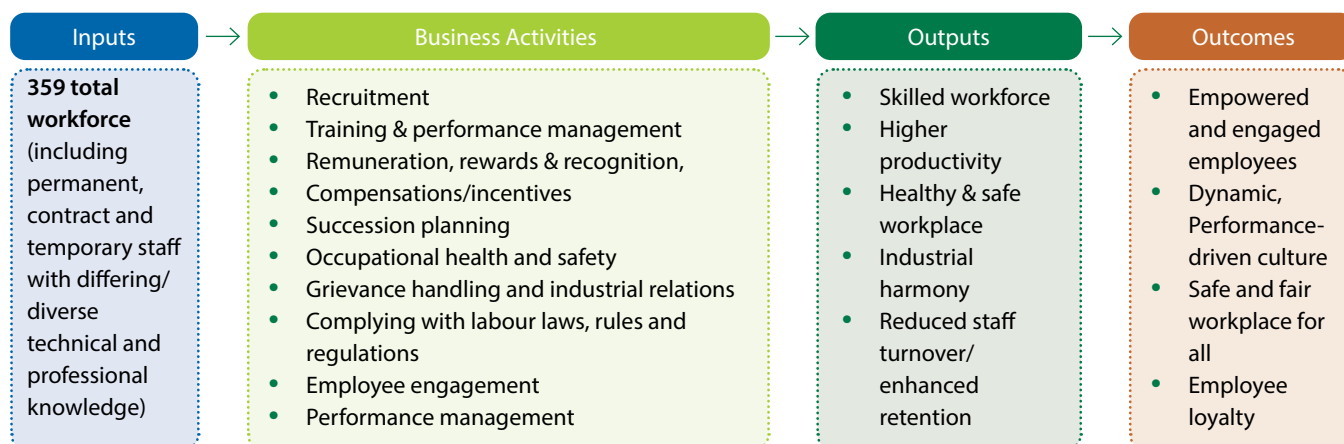 Inputs
Business Activities
Outputs
Outcomes
359 total
workforce
(including
permanent,
contract and
temporary staff
with differing/
diverse
technical and
professional
knowledge)
• Recruitment
• Training & performance management
• Remuneration, rewards & recognition,
• Compensations/incentives
• Succession planning
• Occupational health and safety
• Grievance handling and industrial relations
• Complying with labour laws, rules and
regulations
• Employee engagement
• Performance management
• Skilled workforce
• Higher
productivity
• Healthy & safe
workplace
• Industrial
harmony
• Reduced staff
turnover/
enhanced
retention
• Empowered
and engaged
employees
• Dynamic,
Performance-
driven culture
• Safe and fair
workplace for
all
• Employee
loyalty